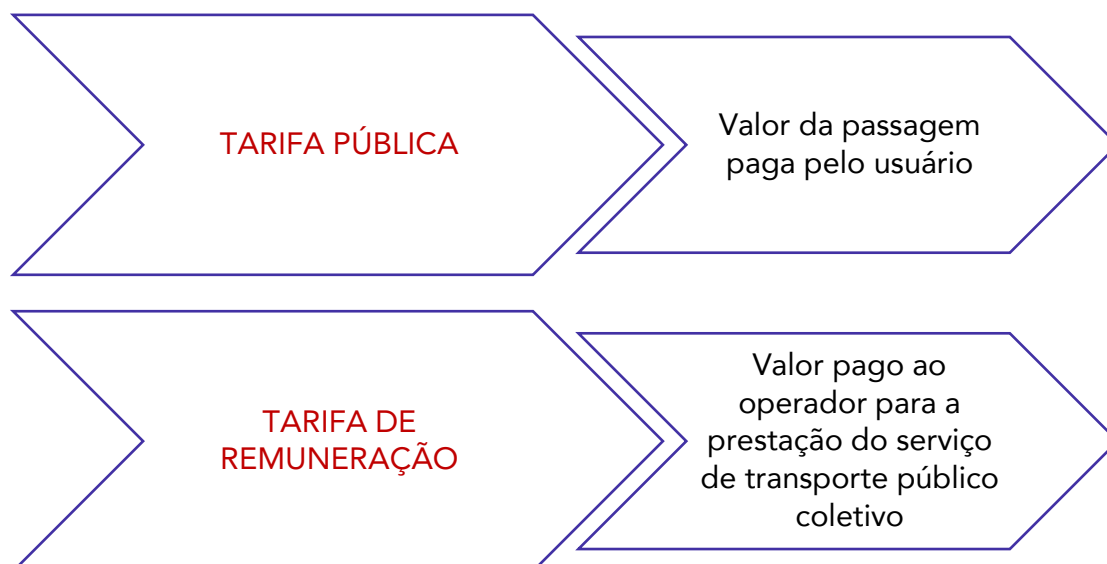 TARIFA PÚBLICA
Valor da passagem
paga pelo usuário
TARIFA DE
REMUNERAÇÃO
Valor pago ao
operador para a
prestação do serviço
de transporte público
coletivo